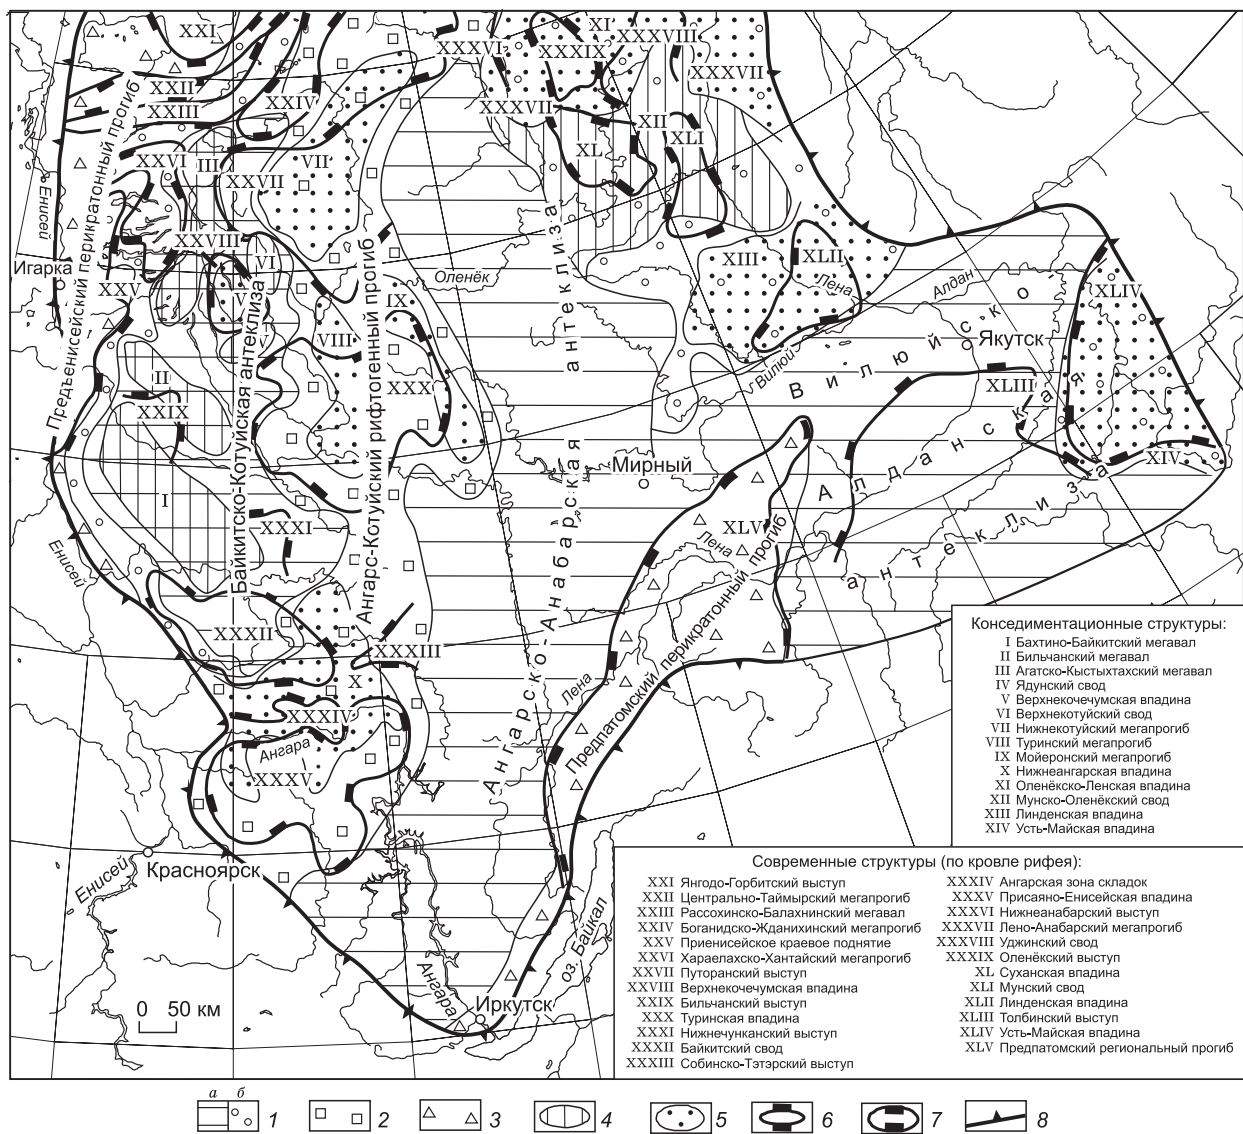 XXI
XXII
XXIII
XXIV
XXVI
III
XXVII
VII
XXVIII
VI
V
XXV
VIII
IX
XXX
II
XXIX
I
XXXI
XXXII
XXXIII
X
XXXIV
XXXV
XXXVI
XI
XXXIX
XXXVIII
XXXVII
XXXVII
XII
XL
XLI
XIII
XLII
XLIV
XLIII
XIV
XLV
Енисей
Игарка
Предъенисейский перикратонный прогиб
Байкитско-Котуйская антеклиза
Ангарс-Котуйский рифтогенный прогиб
Ангарско-Анабарская антеклиза
Оленёк
Лена
Алдан
Якутск
Вилюй
Вилюйско-
Алданская
антеклиза
Мирный
Лена
Лена
Предпатомский перикратонный прогиб
Енисей
Ангара
Енисей
Красноярск
Ангара
Иркутск
оз. Байкал
0 50 км
Конседиментационные структуры:
I Бахтино-Байкитский мегавал
II Бильчанский мегавал
III Агатско-Кыстыхтахский мегавал
IV Ядунский свод
V Верхнекочечумская впадина
VI Верхнекотуйский свод
VII Нижнекотуйский мегапрогиб
VIII Туринский мегапрогиб
IX Мойеронский мегапрогиб
X Нижнеангарская впадина
XI Оленёкско-Ленская впадина
XII Мунско-Оленёкский свод
XIII Линденская впадина
XIV Усть-Майская впадина
Современные структуры (по кровле рифея):
XXI Янгодо-Горбитский выступ
XXII Центрально-Таймырский мегапрогиб
XXIII Рассохинско-Балахнинский мегавал
XXIV Боганидско-Жданихинский мегапрогиб
XXV Приенисейское краевое поднятие
XXVI Хараелахско-Хантайский мегапрогиб
XXVII Путоранский выступ
XXVIII Верхнекочечумская впадина
XXIX Бильчанский выступ
XXX Туринская впадина
XXXI Нижнечунканский выступ
XXXII Байкитский свод
XXXIII Собинско-Тэтэрский выступ
XXXIV Ангарская зона складок
XXXV Присаяно-Енисейская впадина
XXXVI Нижнеанабарский выступ
XXXVII Лено-Анабарский мегапрогиб
XXXVIII Уджинский свод
XXXIX Оленёкский выступ
XL Суханская впадина
XLI Мунский свод
XLII Линденская впадина
XLIII Толбинский выступ
XLIV Усть-Майская впадина
XLV Предпатомский региональный прогиб
а б
1 2 3 4 5 6 7 8